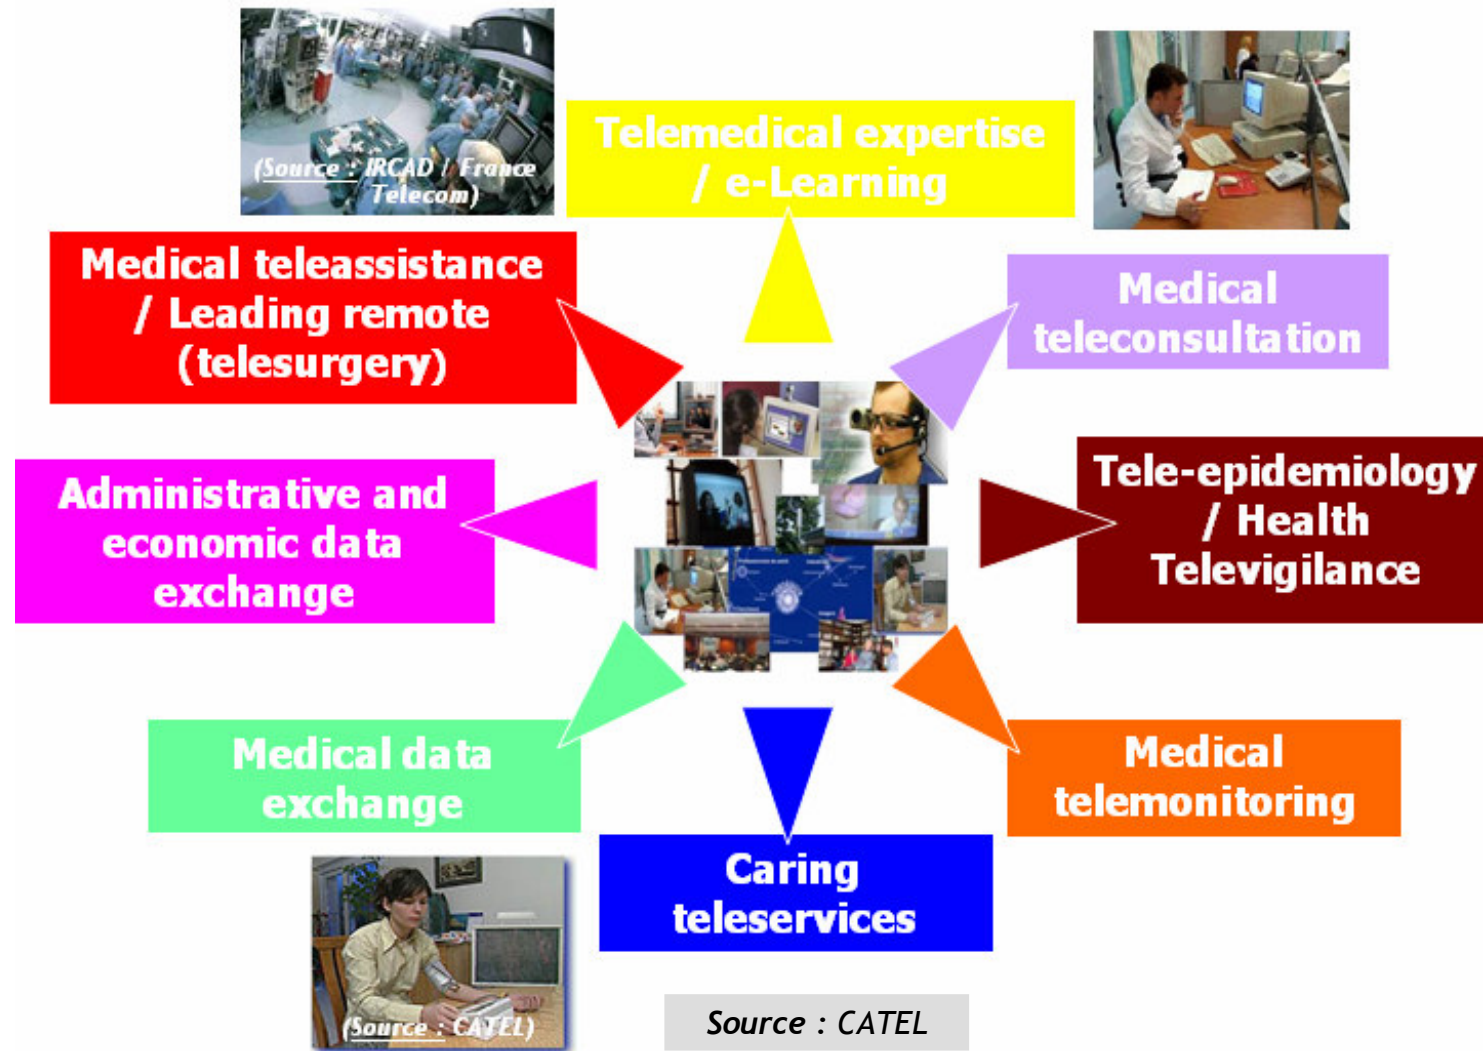 (Source : IRCAD / France
Telecom)
Telemedical expertise
/ e-Learning
Medical teleassistance
/ Leading remote
(telesurgery)
Medical
teleconsultation
Administrative and
economic data
exchange
Tele-epidemiology
/ Health
Televigilance
Medical data
exchange
Medical
telemonitoring
Caring
teleservices
(Source : CATEL)
Source : CATEL